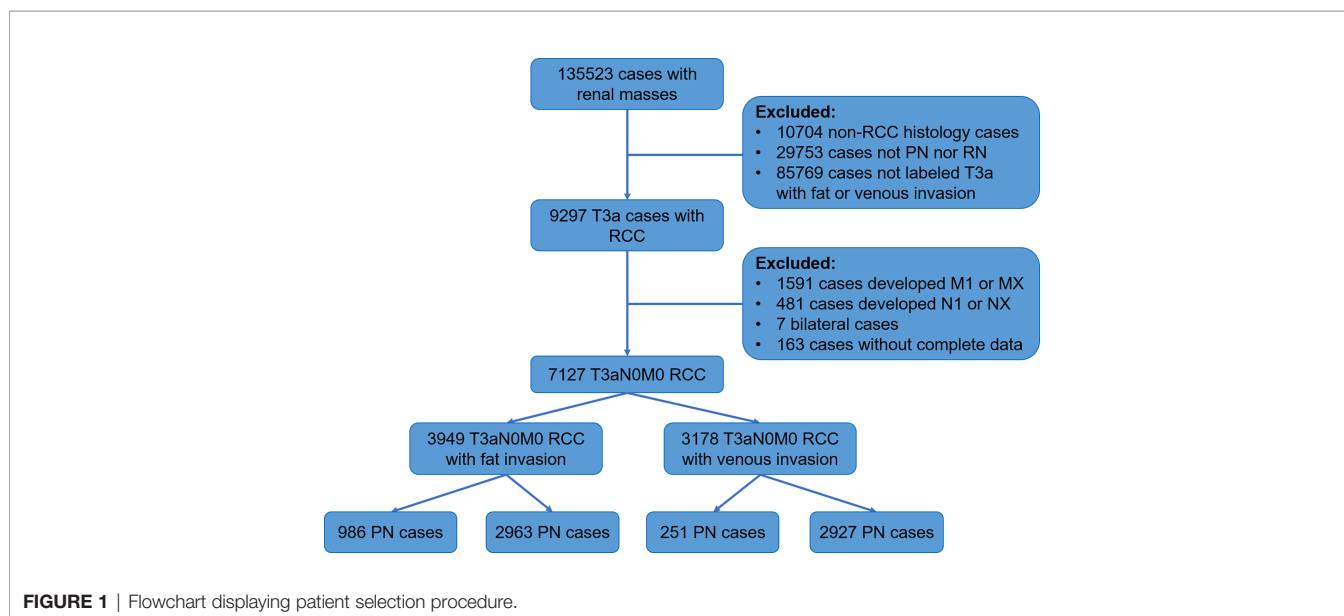 135523 cases with
renal masses
Excluded:
• 10704 non-RCC histology cases
• 29753 cases not PN nor RN
• 85769 cases not labeled T3a
with fat or venous invasion
9297 T3a cases with
RCC
Excluded:
• 1591 cases developed M1 or MX
• 481 cases developed N1 or NX
• 7 bilateral cases
• 163 cases without complete data
7127 T3aN0M0 RCC
3949 T3aN0M0 RCC
with fat invasion
3178 T3aN0M0 RCC
with venous invasion
986 PN cases
2963 PN cases
251 PN cases
2927 PN cases
FIGURE 1 | Flowchart displaying patient selection procedure.